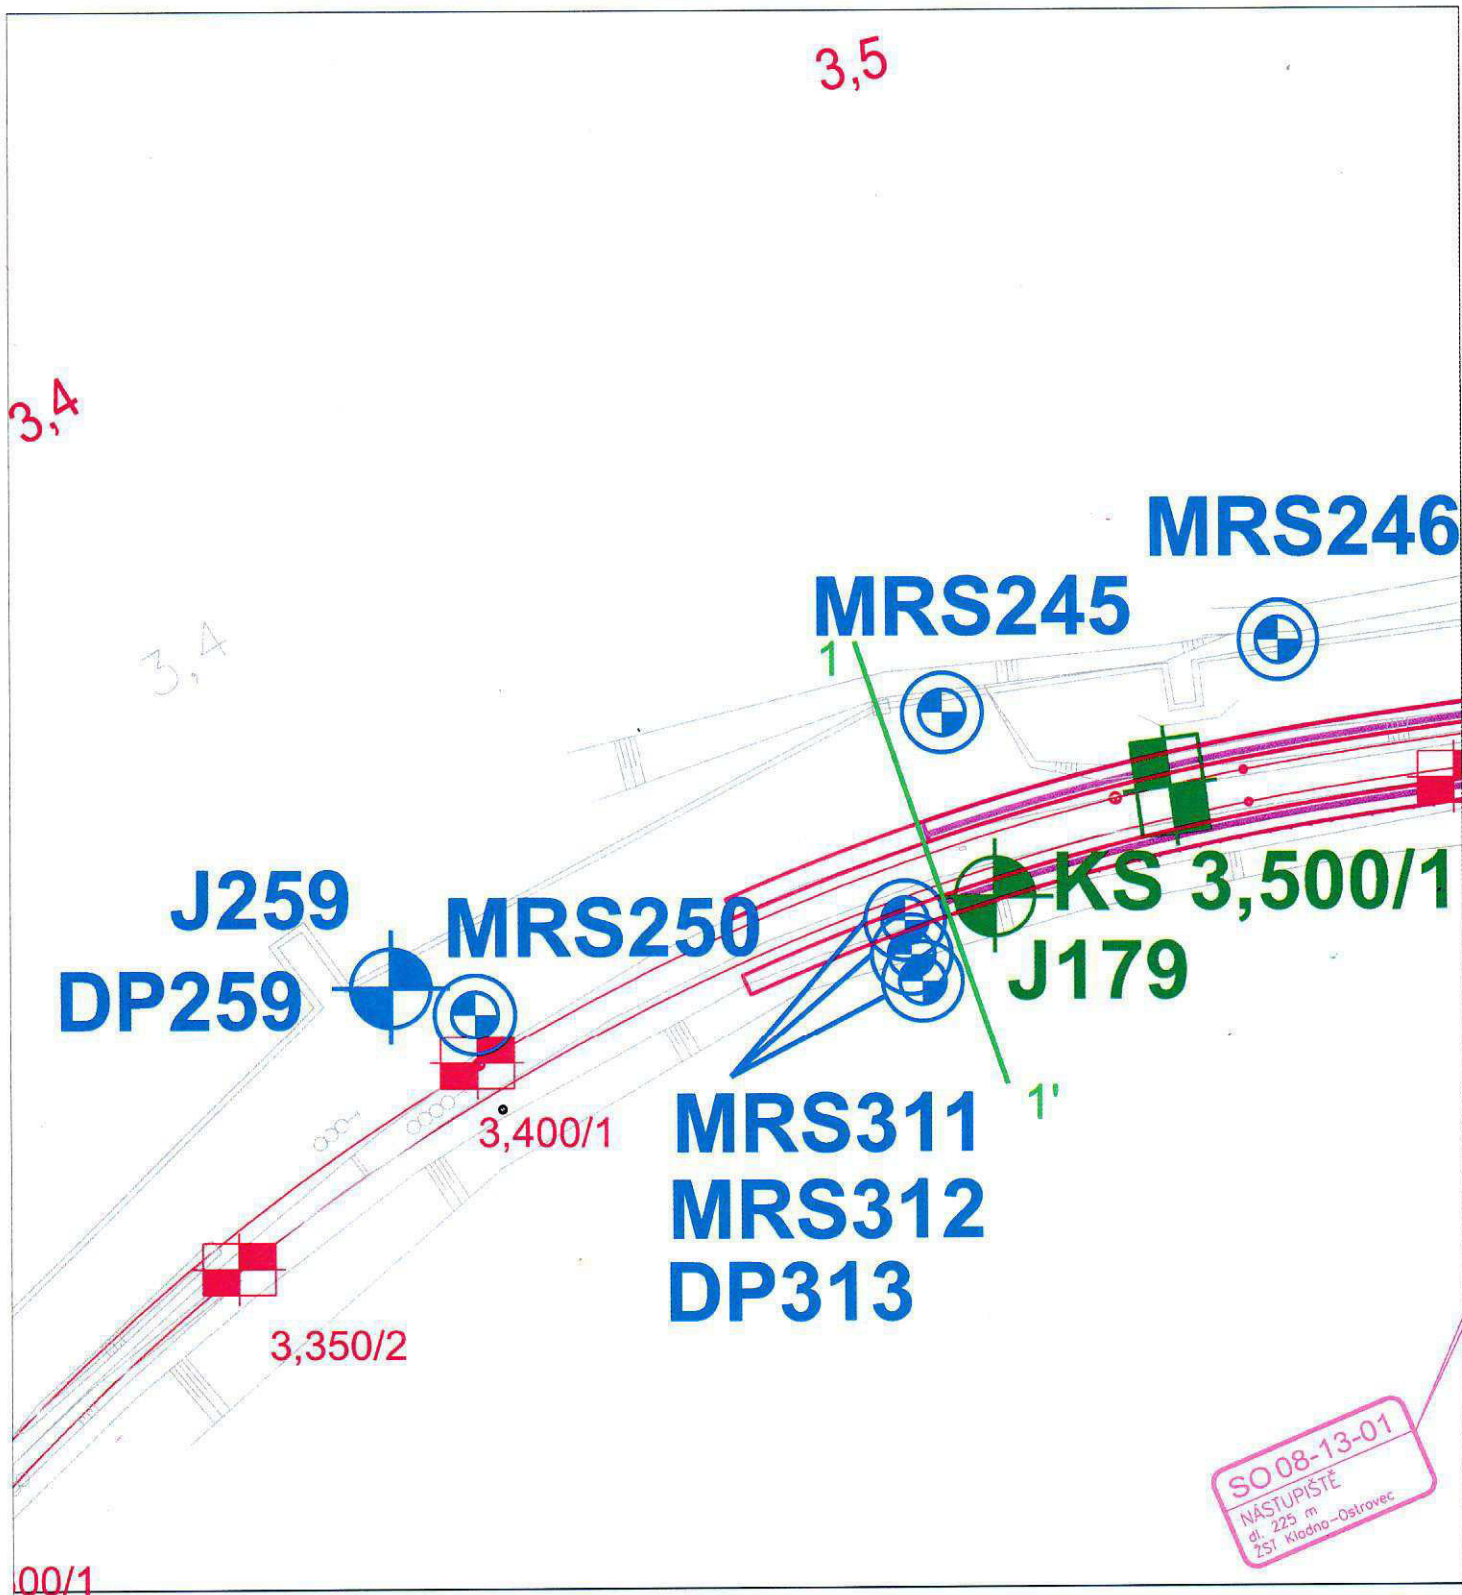 3,5
3,4
MRS246
MRS245
3,4
1
J259
MRS250
KS 3,500/1
DP259
J179
1'
MRS311
3,400/1
MRS312
DP313
3,350/2
SO 08-13-01
NÁSTUPIŠTĚ
dl. 225 m
ŽST Kladno-Ostrovec
00/1